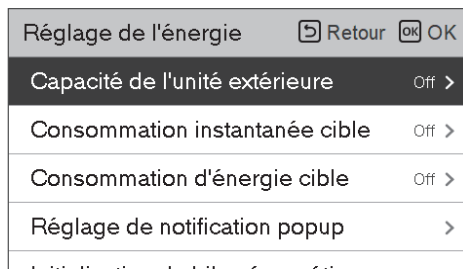 Réglage de l'énergie Retour OK OK
Capacité de l'unité extérieure Off >
Consommation instantanée cible Off >
Consommation d'énergie cible Off >
Réglage de notification popup >